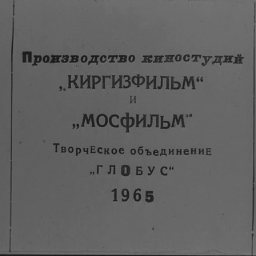 Производство киностудий
„КИРГИЗФИЛЬМ“
и
„МОСФИЛЬМ“
Творческое объединение
„ГЛОБУС“
1965